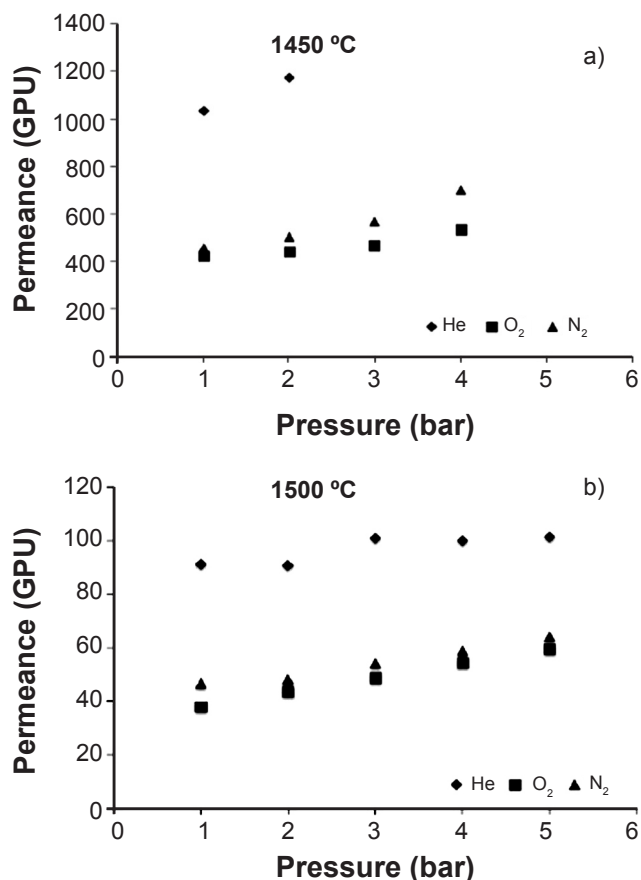 1450 ºC
a)
Permeance (GPU)
1400
1200
1000
800
600
400
200
0
He O₂ N₂
0 1 2 3 4 5 6
Pressure (bar)
1500 ºC
b)
Permeance (GPU)
120
100
80
60
40
20
0
He O₂ N₂
0 1 2 3 4 5 6
Pressure (bar)